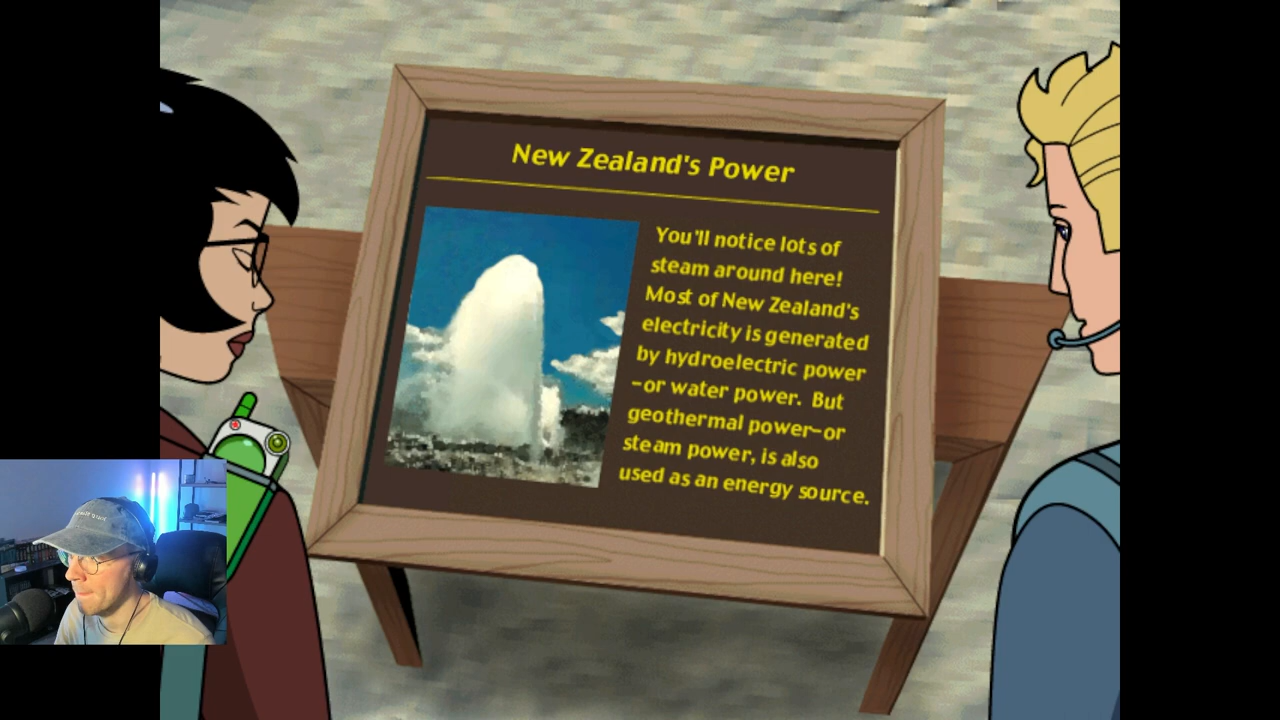 New Zealand's Power
You'll notice lots of
steam around here!
Most of New Zealand's
electricity is generated
by hydroelectric power
-or water power. But
geothermal power-or
steam power, is also
used as an energy source.